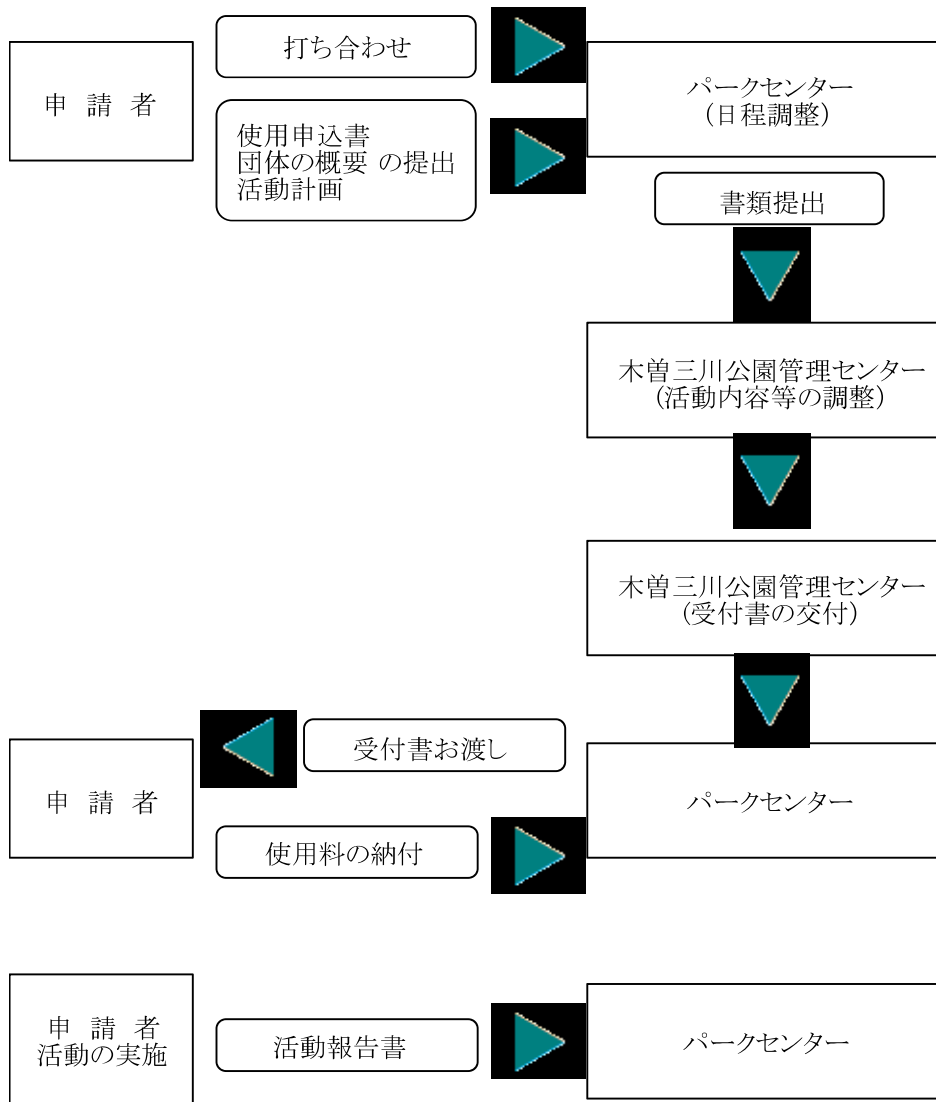 打ち合わせ
申 請 者
パークセンター
(日程調整)
使用申込書
団体の概要 の提出
活動計画
書類提出
木曽三川公園管理センター
(活動内容等の調整)
木曽三川公園管理センター
(受付書の交付)
受付書お渡し
申 請 者
パークセンター
使用料の納付
申 請 者
活動の実施
活動報告書
パークセンター